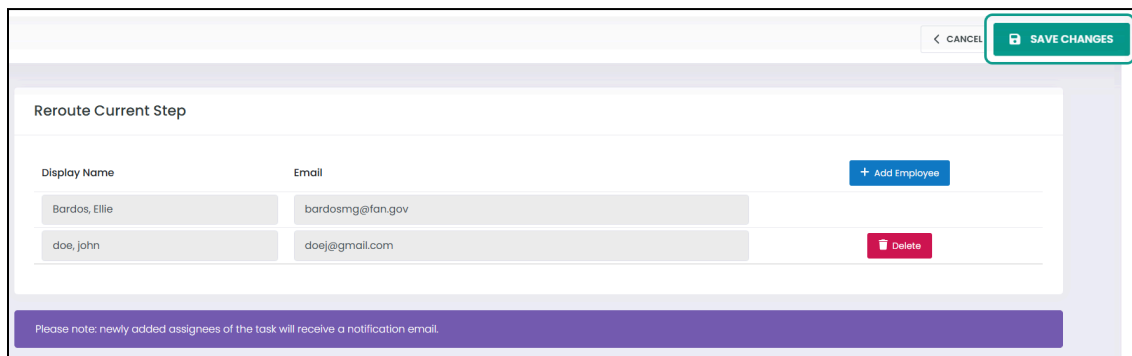 CANCEL
SAVE CHANGES
Reroute Current Step
Display Name Email + Add Employee
Bardos, Ellie bardosmg@fan.gov
doe, john doej@gmail.com Delete
Please note: newly added assignees of the task will receive a notification email.